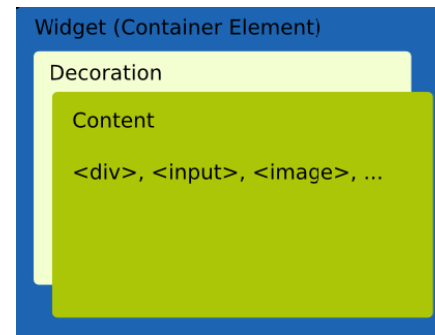 Widget (Container Element)
Decoration
Content
<div>, <input>, <image>, ...